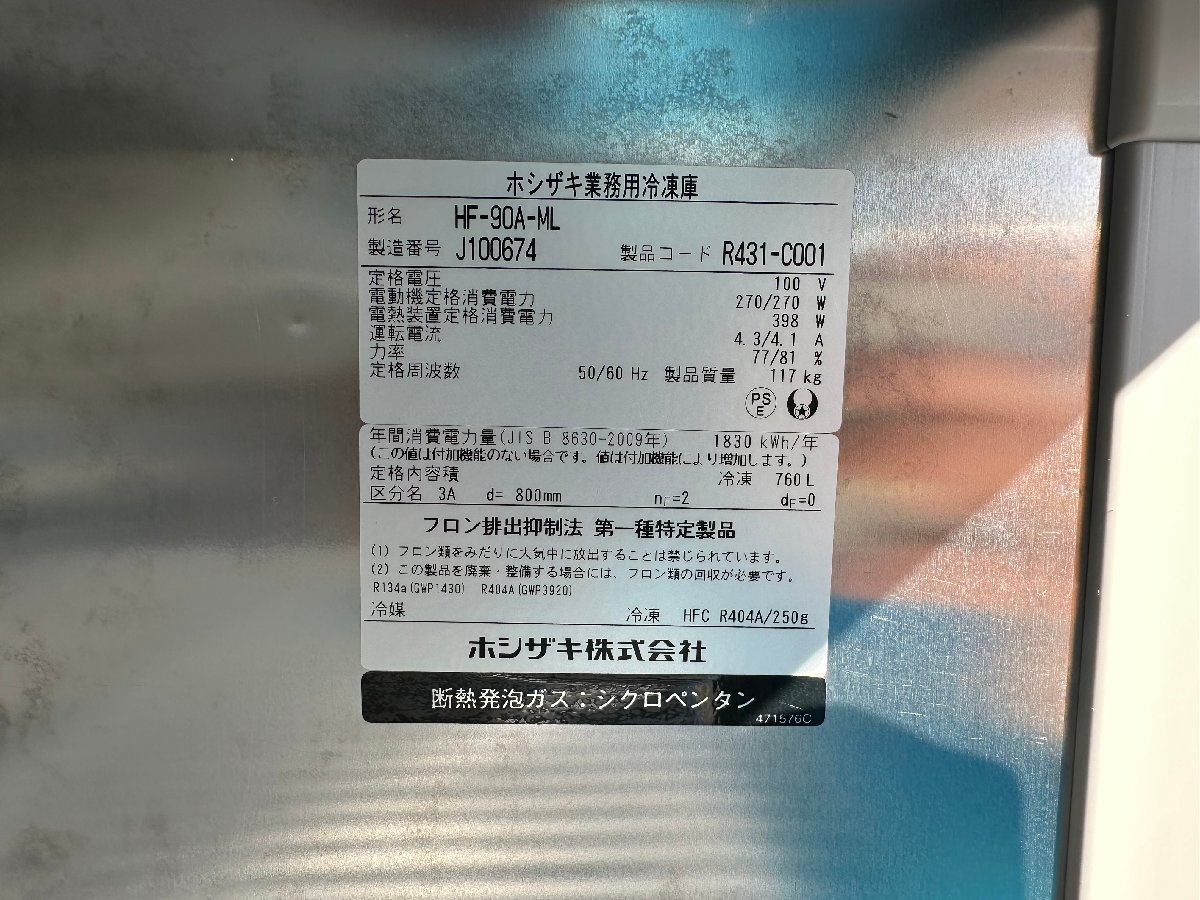 ホシザキ業務用冷凍庫
形名 HF-90A-ML
製造番号 J100674 製品コード R431-C001
定格電圧 100 V
電動機定格消費電力 270/270 W
電熱装置定格消費電力 398 W
運転電流 4.3/4.1 A
力率 77/81 %
定格周波数 50/60 Hz 製品質量 117 kg
PS
E
年間消費電力量(JIS B 8630-2009年) 1830 kWh/年
(この値は付加機能のない場合です。値は付加機能により増加します。)
定格内容積 冷凍 760 L
区分名 3A d= 800mm nF=2 dF=0
フロン排出抑制法 第一種特定製品
(1) フロン類をみだりに大気中に放出することは禁じられています。
(2) この製品を廃棄・整備する場合には、フロン類の回収が必要です。
R134a(GWP1430) R404A(GWP3920)
冷媒 冷凍 HFC R404A/250g
ホシザキ株式会社
断熱発泡ガス:シクロペンタン
471576C